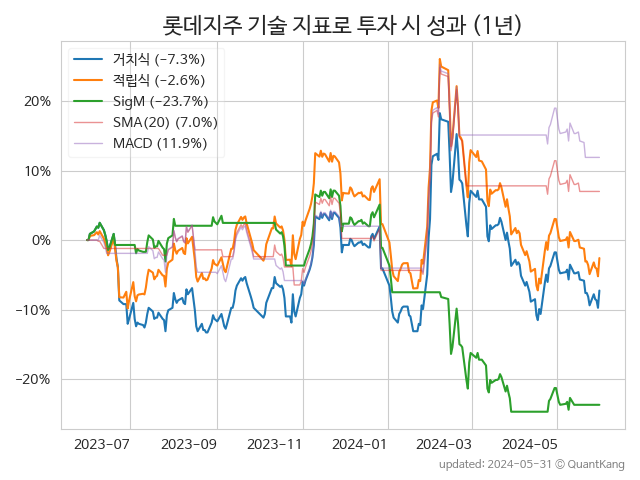 롯데지주 기술 지표로 투자 시 성과 (1년)
거치식 (-7.3%)
적립식 (-2.6%)
SigM (-23.7%)
SMA(20) (7.0%)
MACD (11.9%)
20%
10%
0%
-10%
-20%
2023-07 2023-09 2023-11 2024-01 2024-03 2024-05
updated: 2024-05-31 © QuantKang